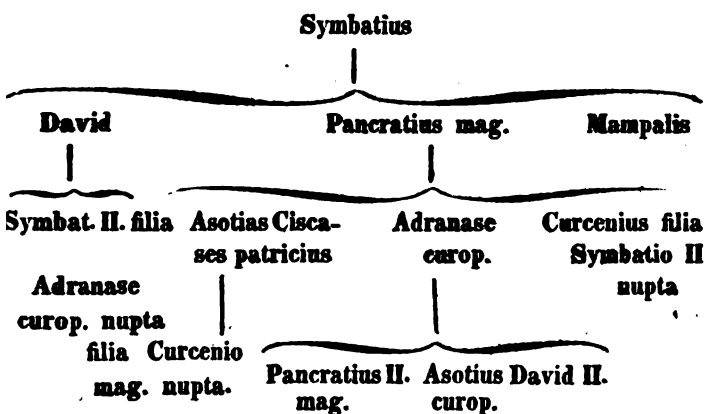 Symbatius
David Pancratius mag. Mampalis
Symbat. II. filia Asotias Cisca- Adranase Curcenius filia
ses patricius curop. Symbatio II
Adranase nupta
curop. nupta
filia Curcenio
mag. nupta. Pancratius II. Asotius David II.
mag. curop.